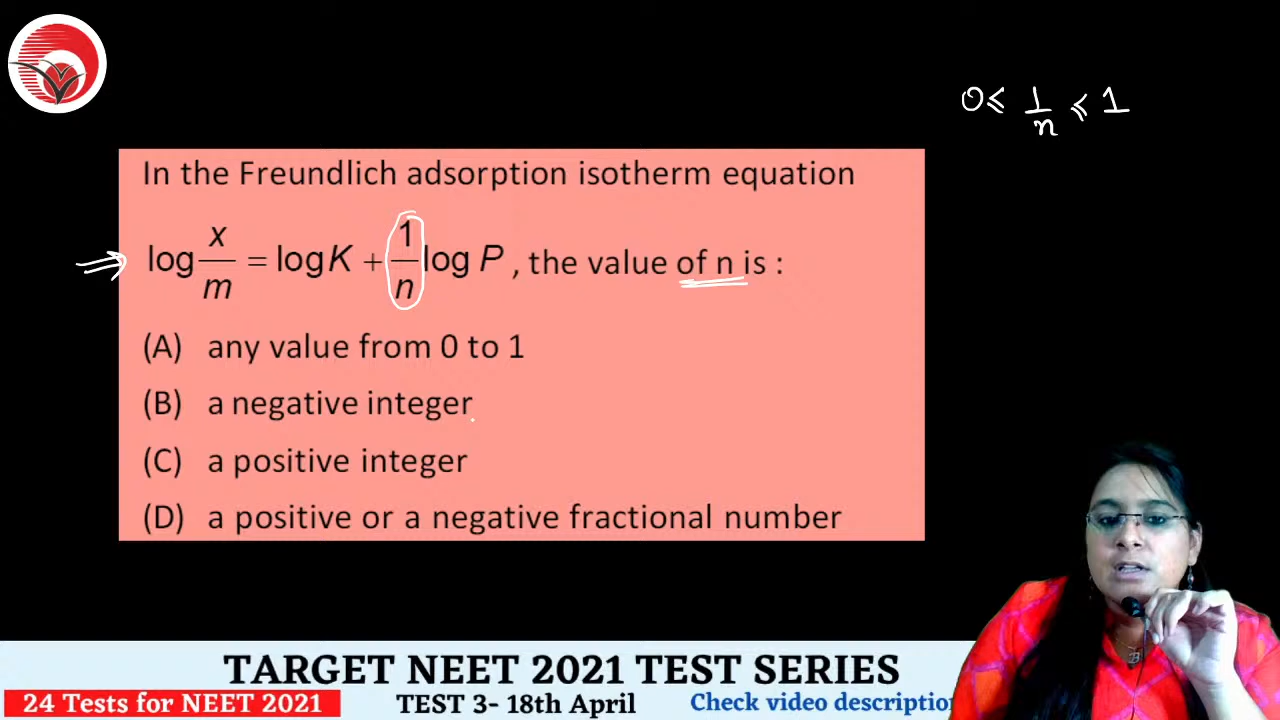 0 ≤ 1/n ≤ 1
In the Freundlich adsorption isotherm equation
⇒ log x/m = log K + 1/n log P , the value of n is :
(A) any value from 0 to 1
(B) a negative integer
(C) a positive integer
(D) a positive or a negative fractional number
TARGET NEET 2021 TEST SERIES
24 Tests for NEET 2021 TEST 3- 18th April Check video description